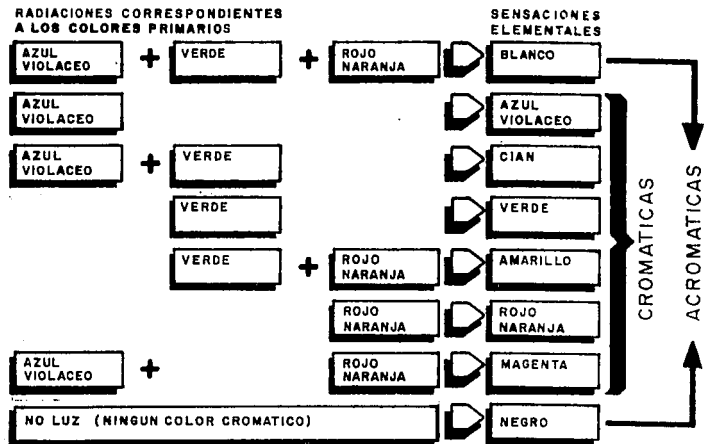 RADIACIONES CORRESPONDIENTES
A LOS COLORES PRIMARIOS
SENSACIONES
ELEMENTALES
AZUL
VIOLACEO
+
VERDE
+
ROJO
NARANJA
BLANCO
AZUL
VIOLACEO
AZUL
VIOLACEO
AZUL
VIOLACEO
+
VERDE
CIAN
VERDE
VERDE
VERDE
+
ROJO
NARANJA
AMARILLO
ROJO
NARANJA
ROJO
NARANJA
AZUL
VIOLACEO
+
ROJO
NARANJA
MAGENTA
NO LUZ (NINGUN COLOR CROMATICO)
NEGRO
CROMATICAS
ACROMATICAS